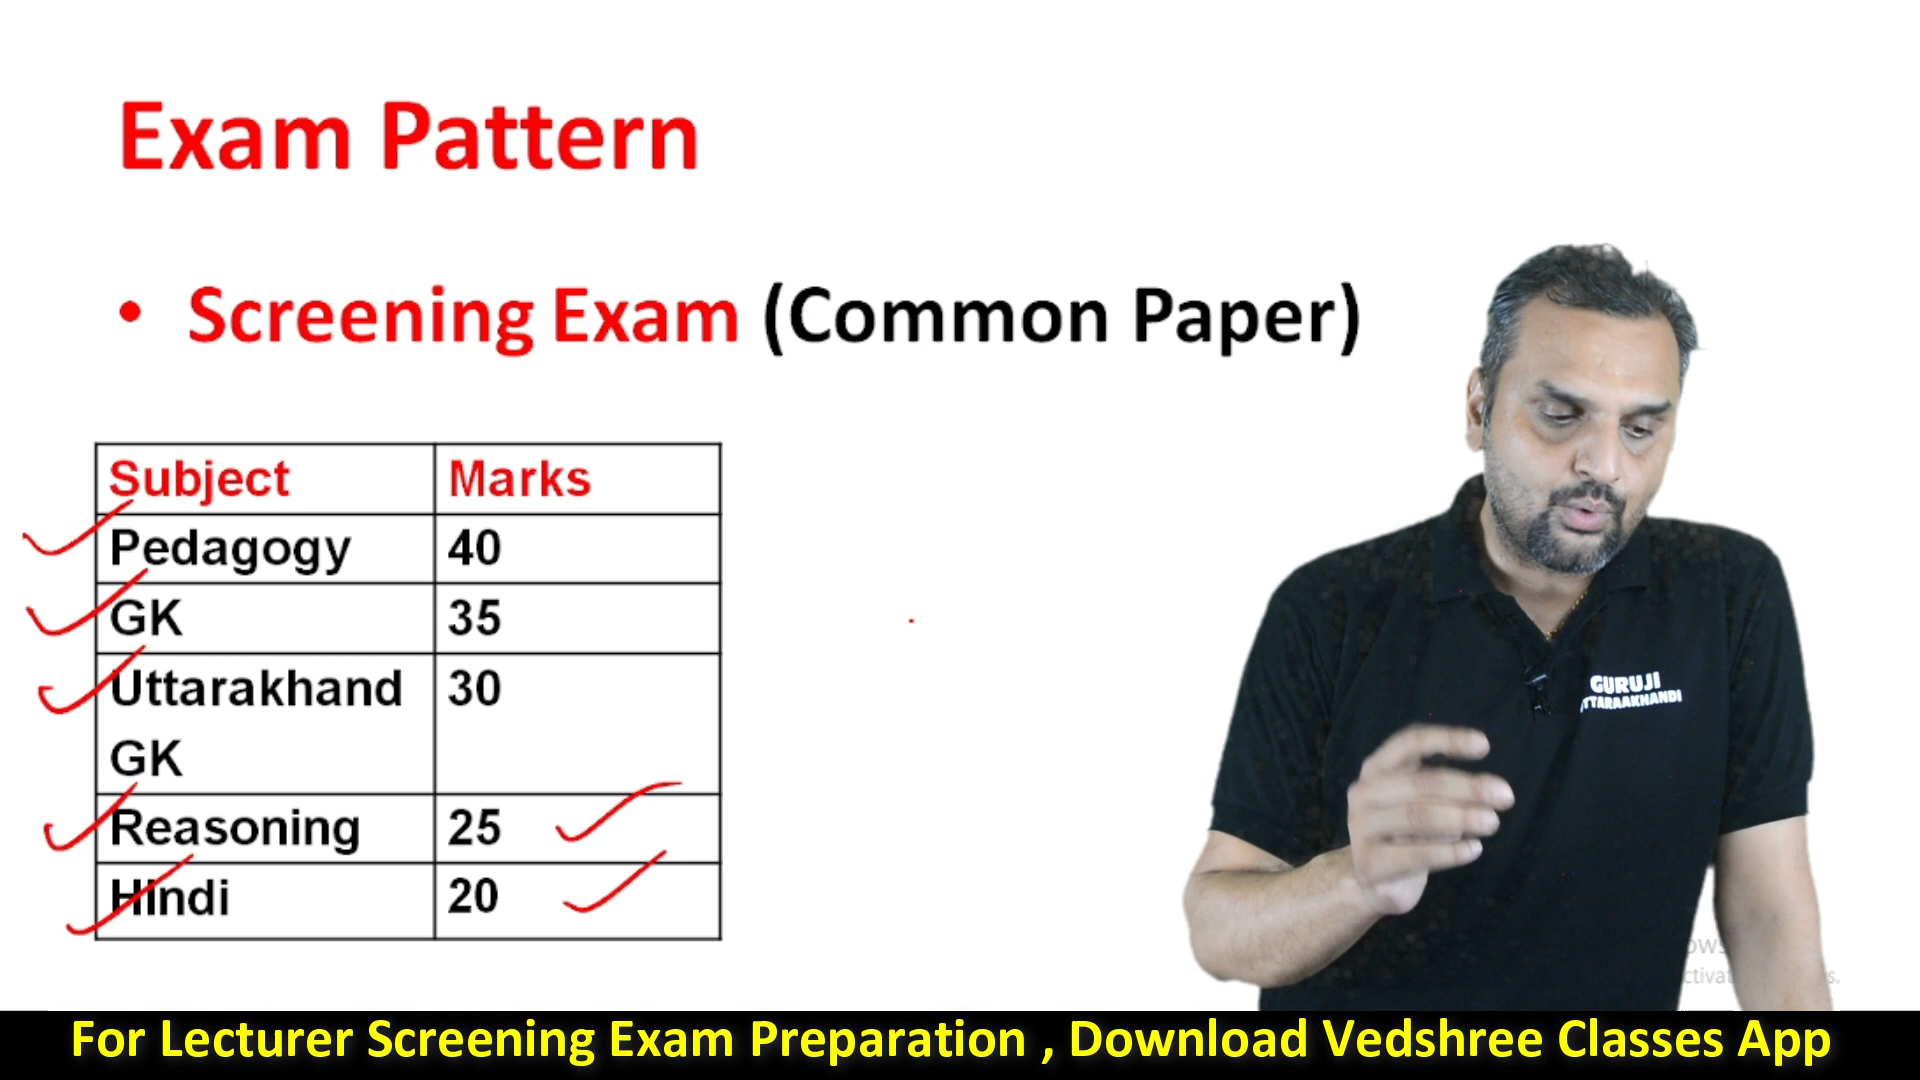 Exam Pattern
• Screening Exam (Common Paper)
Subject Marks
Pedagogy 40
GK 35
Uttarakhand 30
GK
Reasoning 25
Hindi 20
GURUJI
For Lecturer Screening Exam Preparation , Download Vedshree Classes App